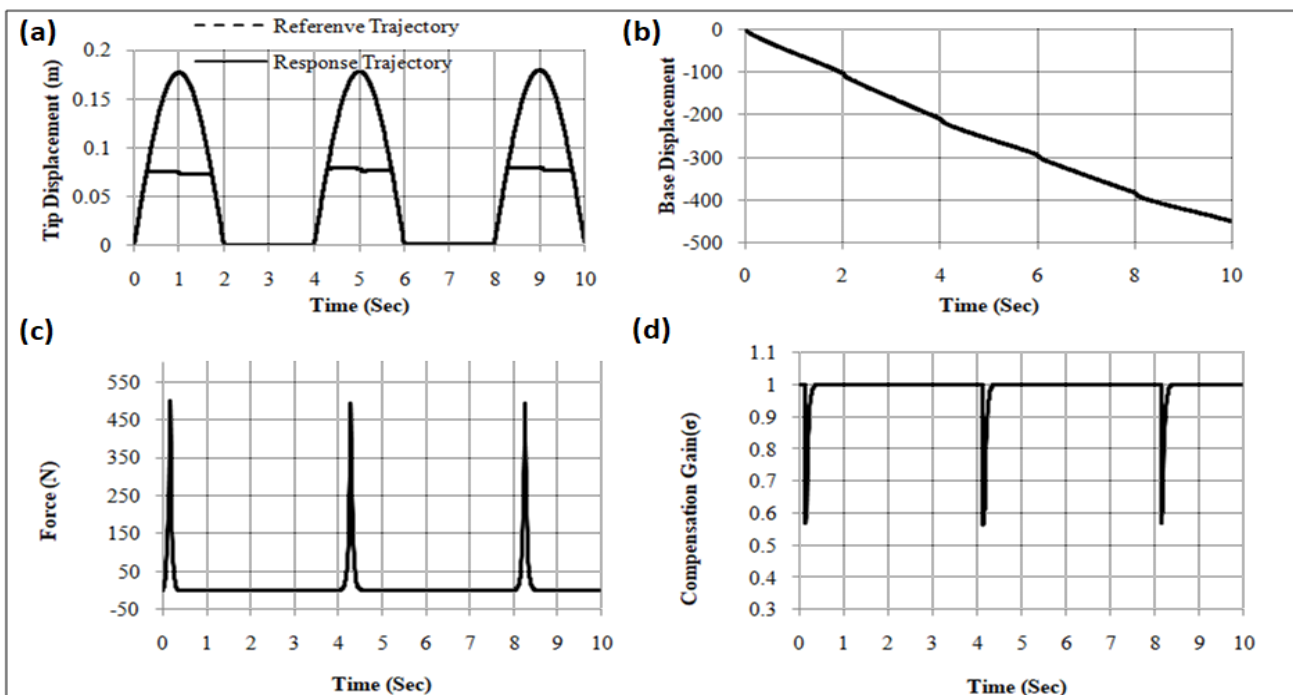 (a)
Referenve Trajectory
Response Trajectory
Tip Displacement (m)
0.2
0.15
0.1
0.05
0
0 1 2 3 4 5 6 7 8 9 10
Time (Sec)
(b)
Base Displacement
0
-100
-200
-300
-400
-500
0 2 4 6 8 10
Time (Sec)
(c)
Force (N)
550
450
350
250
150
50
-50
0 1 2 3 4 5 6 7 8 9 10
Time (Sec)
(d)
Compensation Gain(σ)
1.1
1
0.9
0.8
0.7
0.6
0.5
0.4
0.3
0 1 2 3 4 5 6 7 8 9 10
Time (Sec)